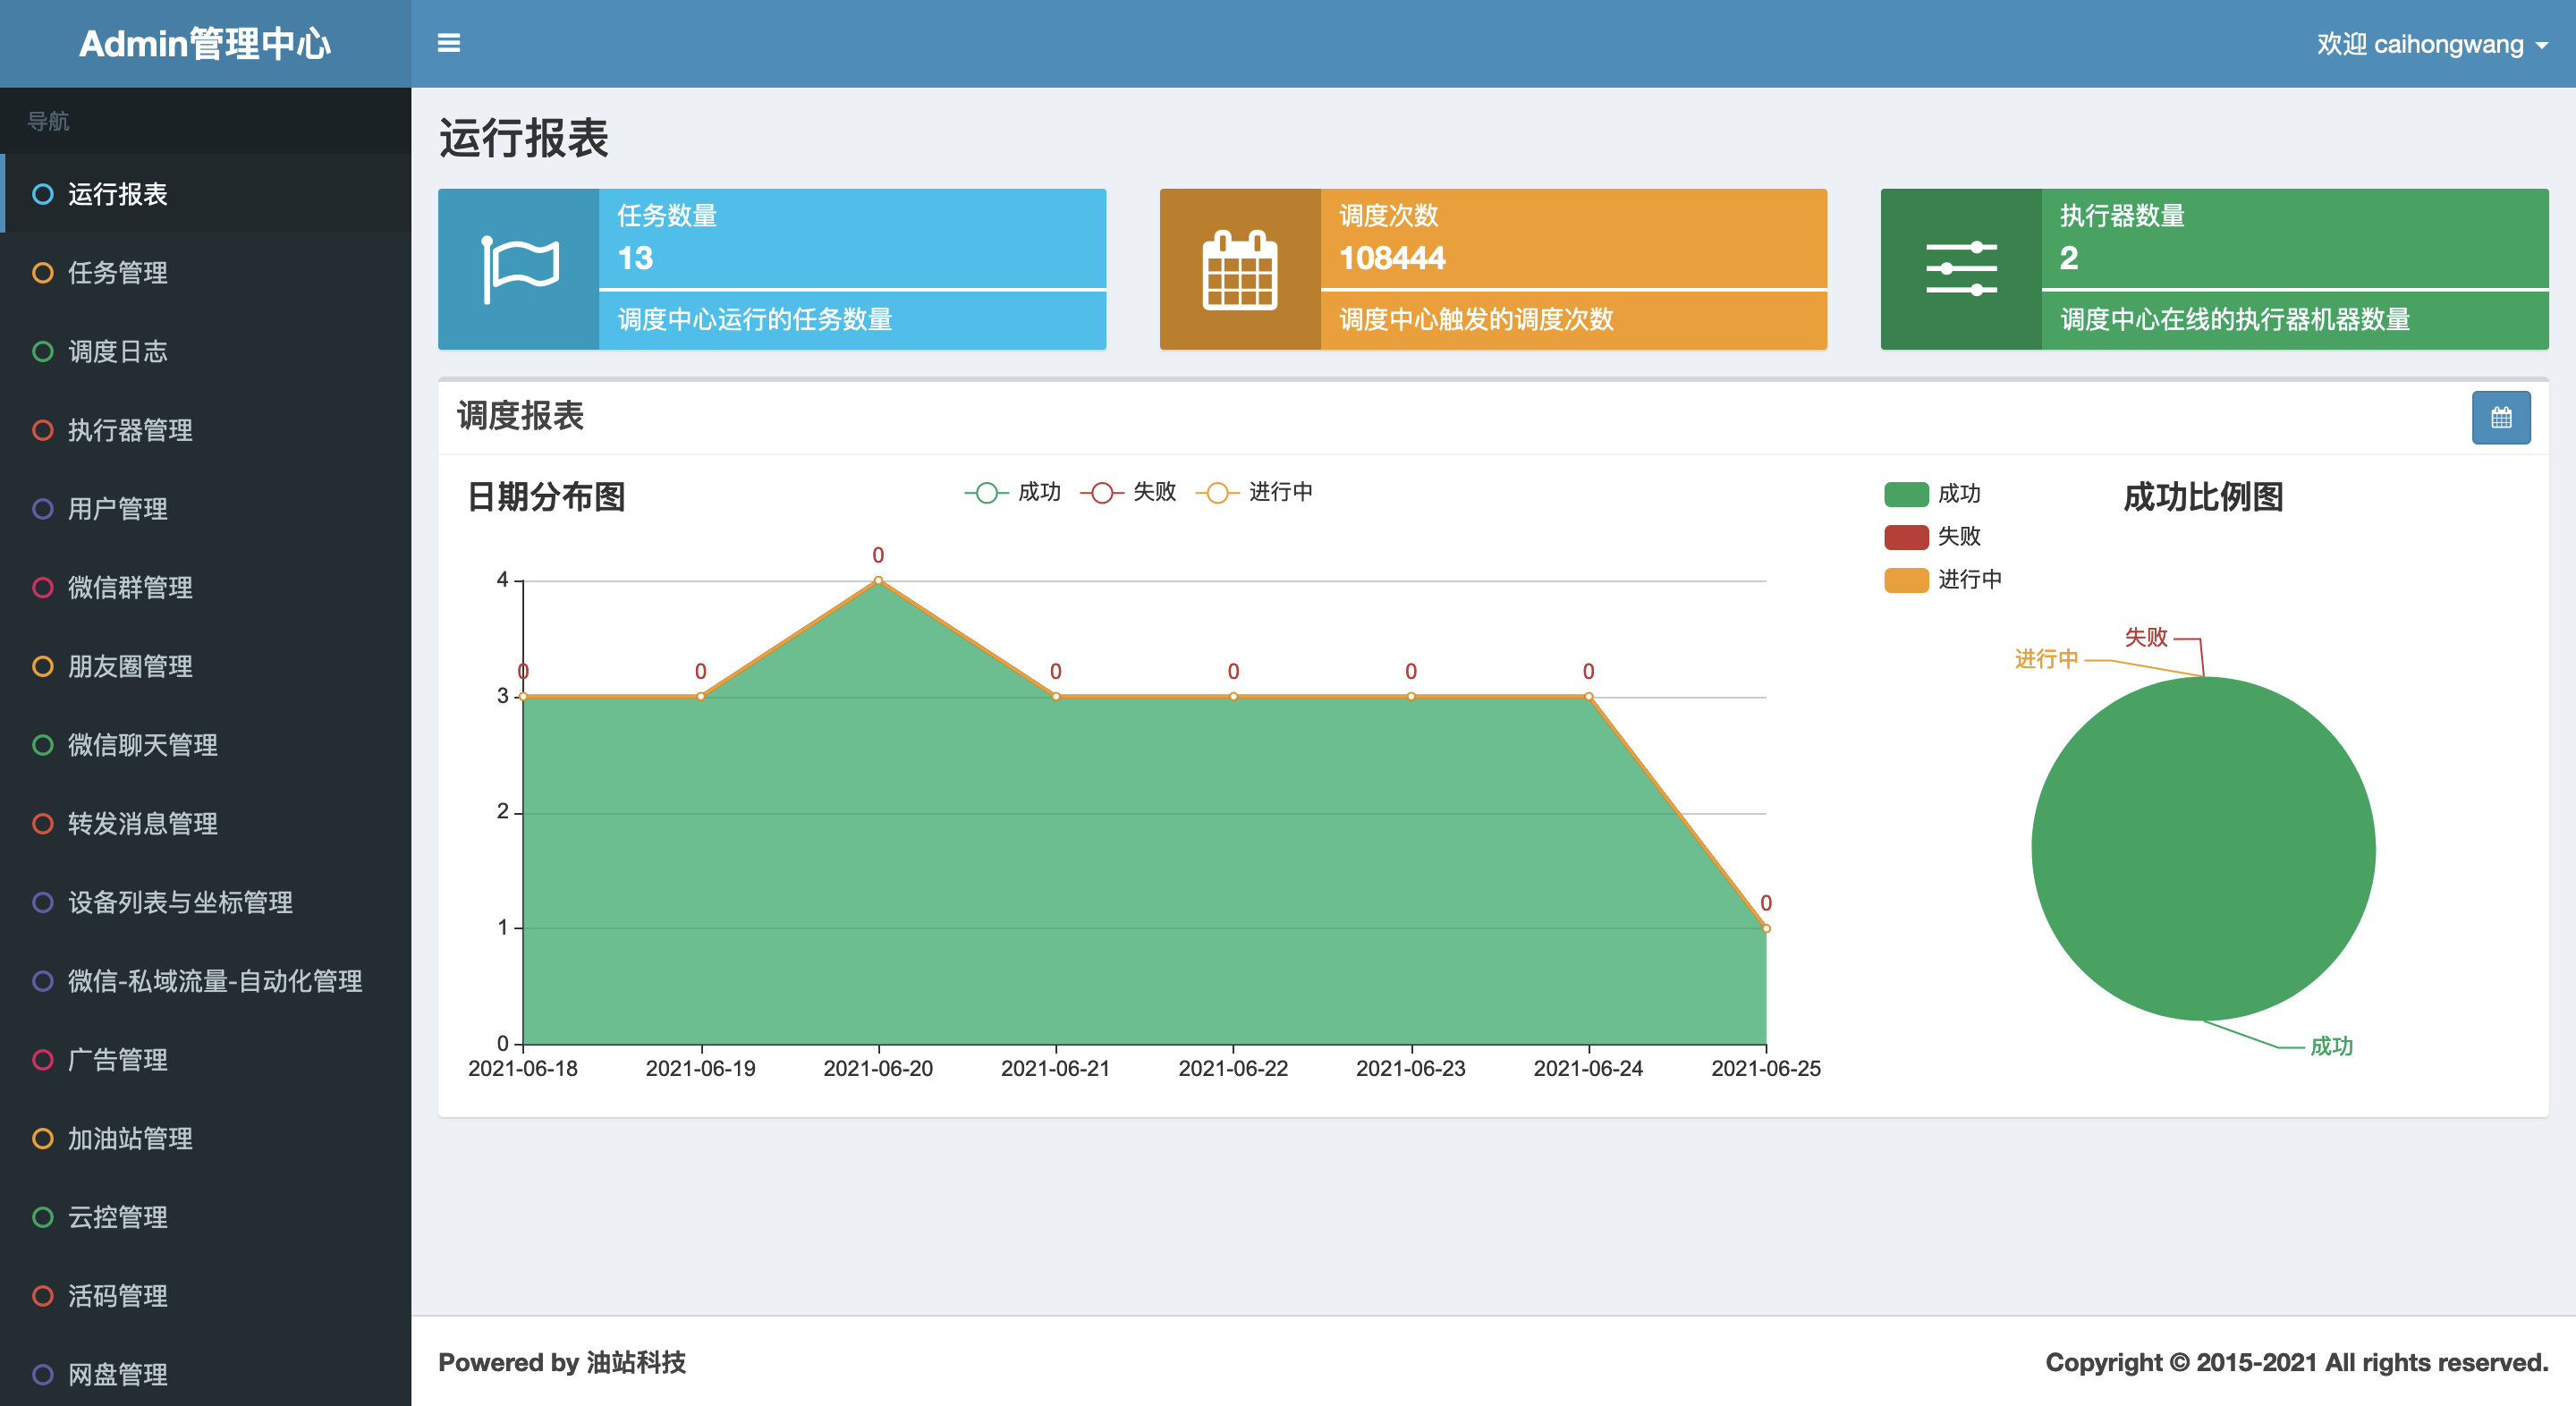 Admin管理中心
欢迎 caihongwang
导航
运行报表
任务管理
调度日志
执行器管理
用户管理
微信群管理
朋友圈管理
微信聊天管理
转发消息管理
设备列表与坐标管理
微信-私域流量-自动化管理
广告管理
加油站管理
云控管理
活码管理
网盘管理
运行报表
任务数量
13
调度中心运行的任务数量
调度次数
108444
调度中心触发的调度次数
执行器数量
2
调度中心在线的执行器机器数量
调度报表
日期分布图
成功 失败 进行中
4
3
2
1
0
0
0
0
0
0
0
0
0
2021-06-18 2021-06-19 2021-06-20 2021-06-21 2021-06-22 2021-06-23 2021-06-24 2021-06-25
成功
失败
进行中
成功比例图
失败
进行中
成功
Powered by 油站科技
Copyright © 2015-2021 All rights reserved.